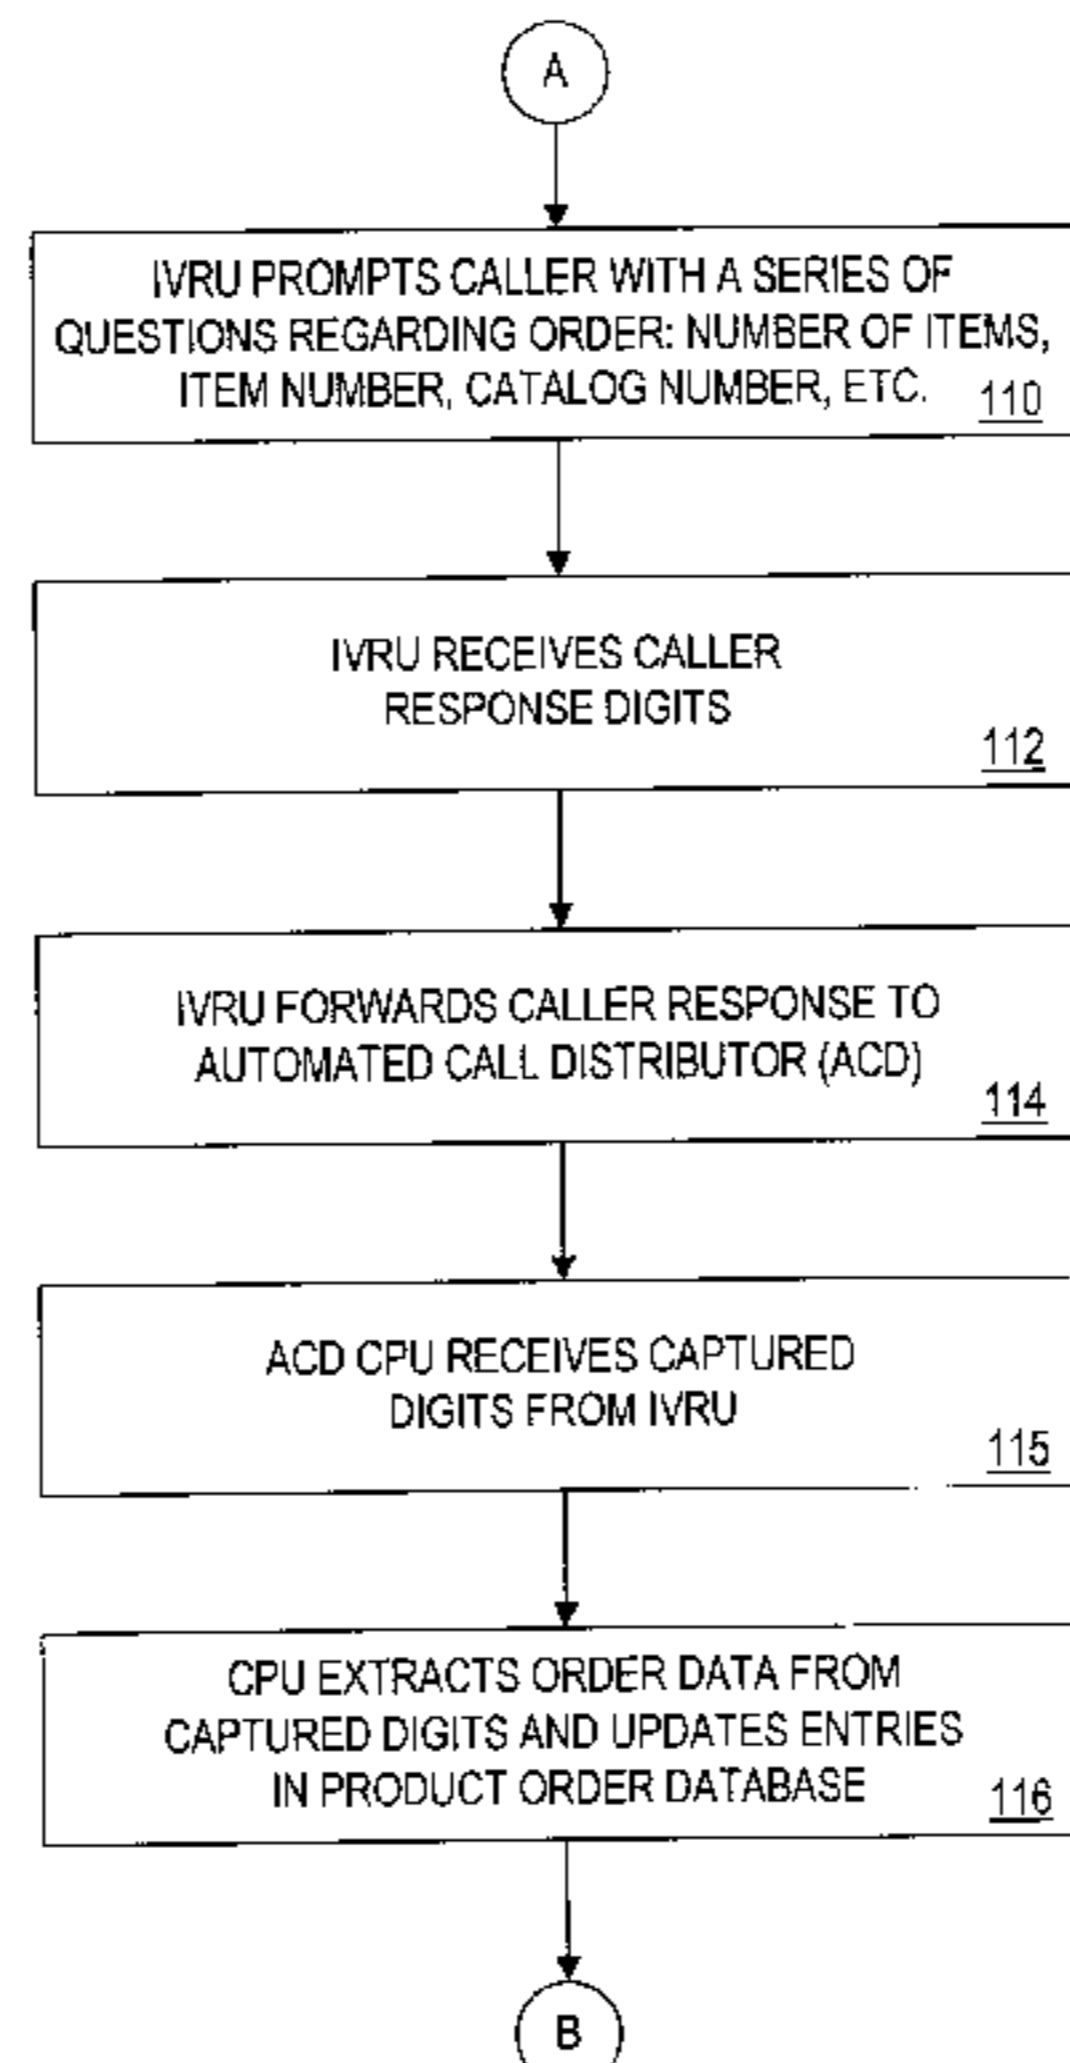 A
IVRU PROMPTS CALLER WITH A SERIES OF
QUESTIONS REGARDING ORDER: NUMBER OF ITEMS,
ITEM NUMBER, CATALOG NUMBER, ETC.
110
IVRU RECEIVES CALLER
RESPONSE DIGITS
112
IVRU FORWARDS CALLER RESPONSE TO
AUTOMATED CALL DISTRIBUTOR (ACD)
114
ACD CPU RECEIVES CAPTURED
DIGITS FROM IVRU
115
CPU EXTRACTS ORDER DATA FROM
CAPTURED DIGITS AND UPDATES ENTRIES
IN PRODUCT ORDER DATABASE
116
B